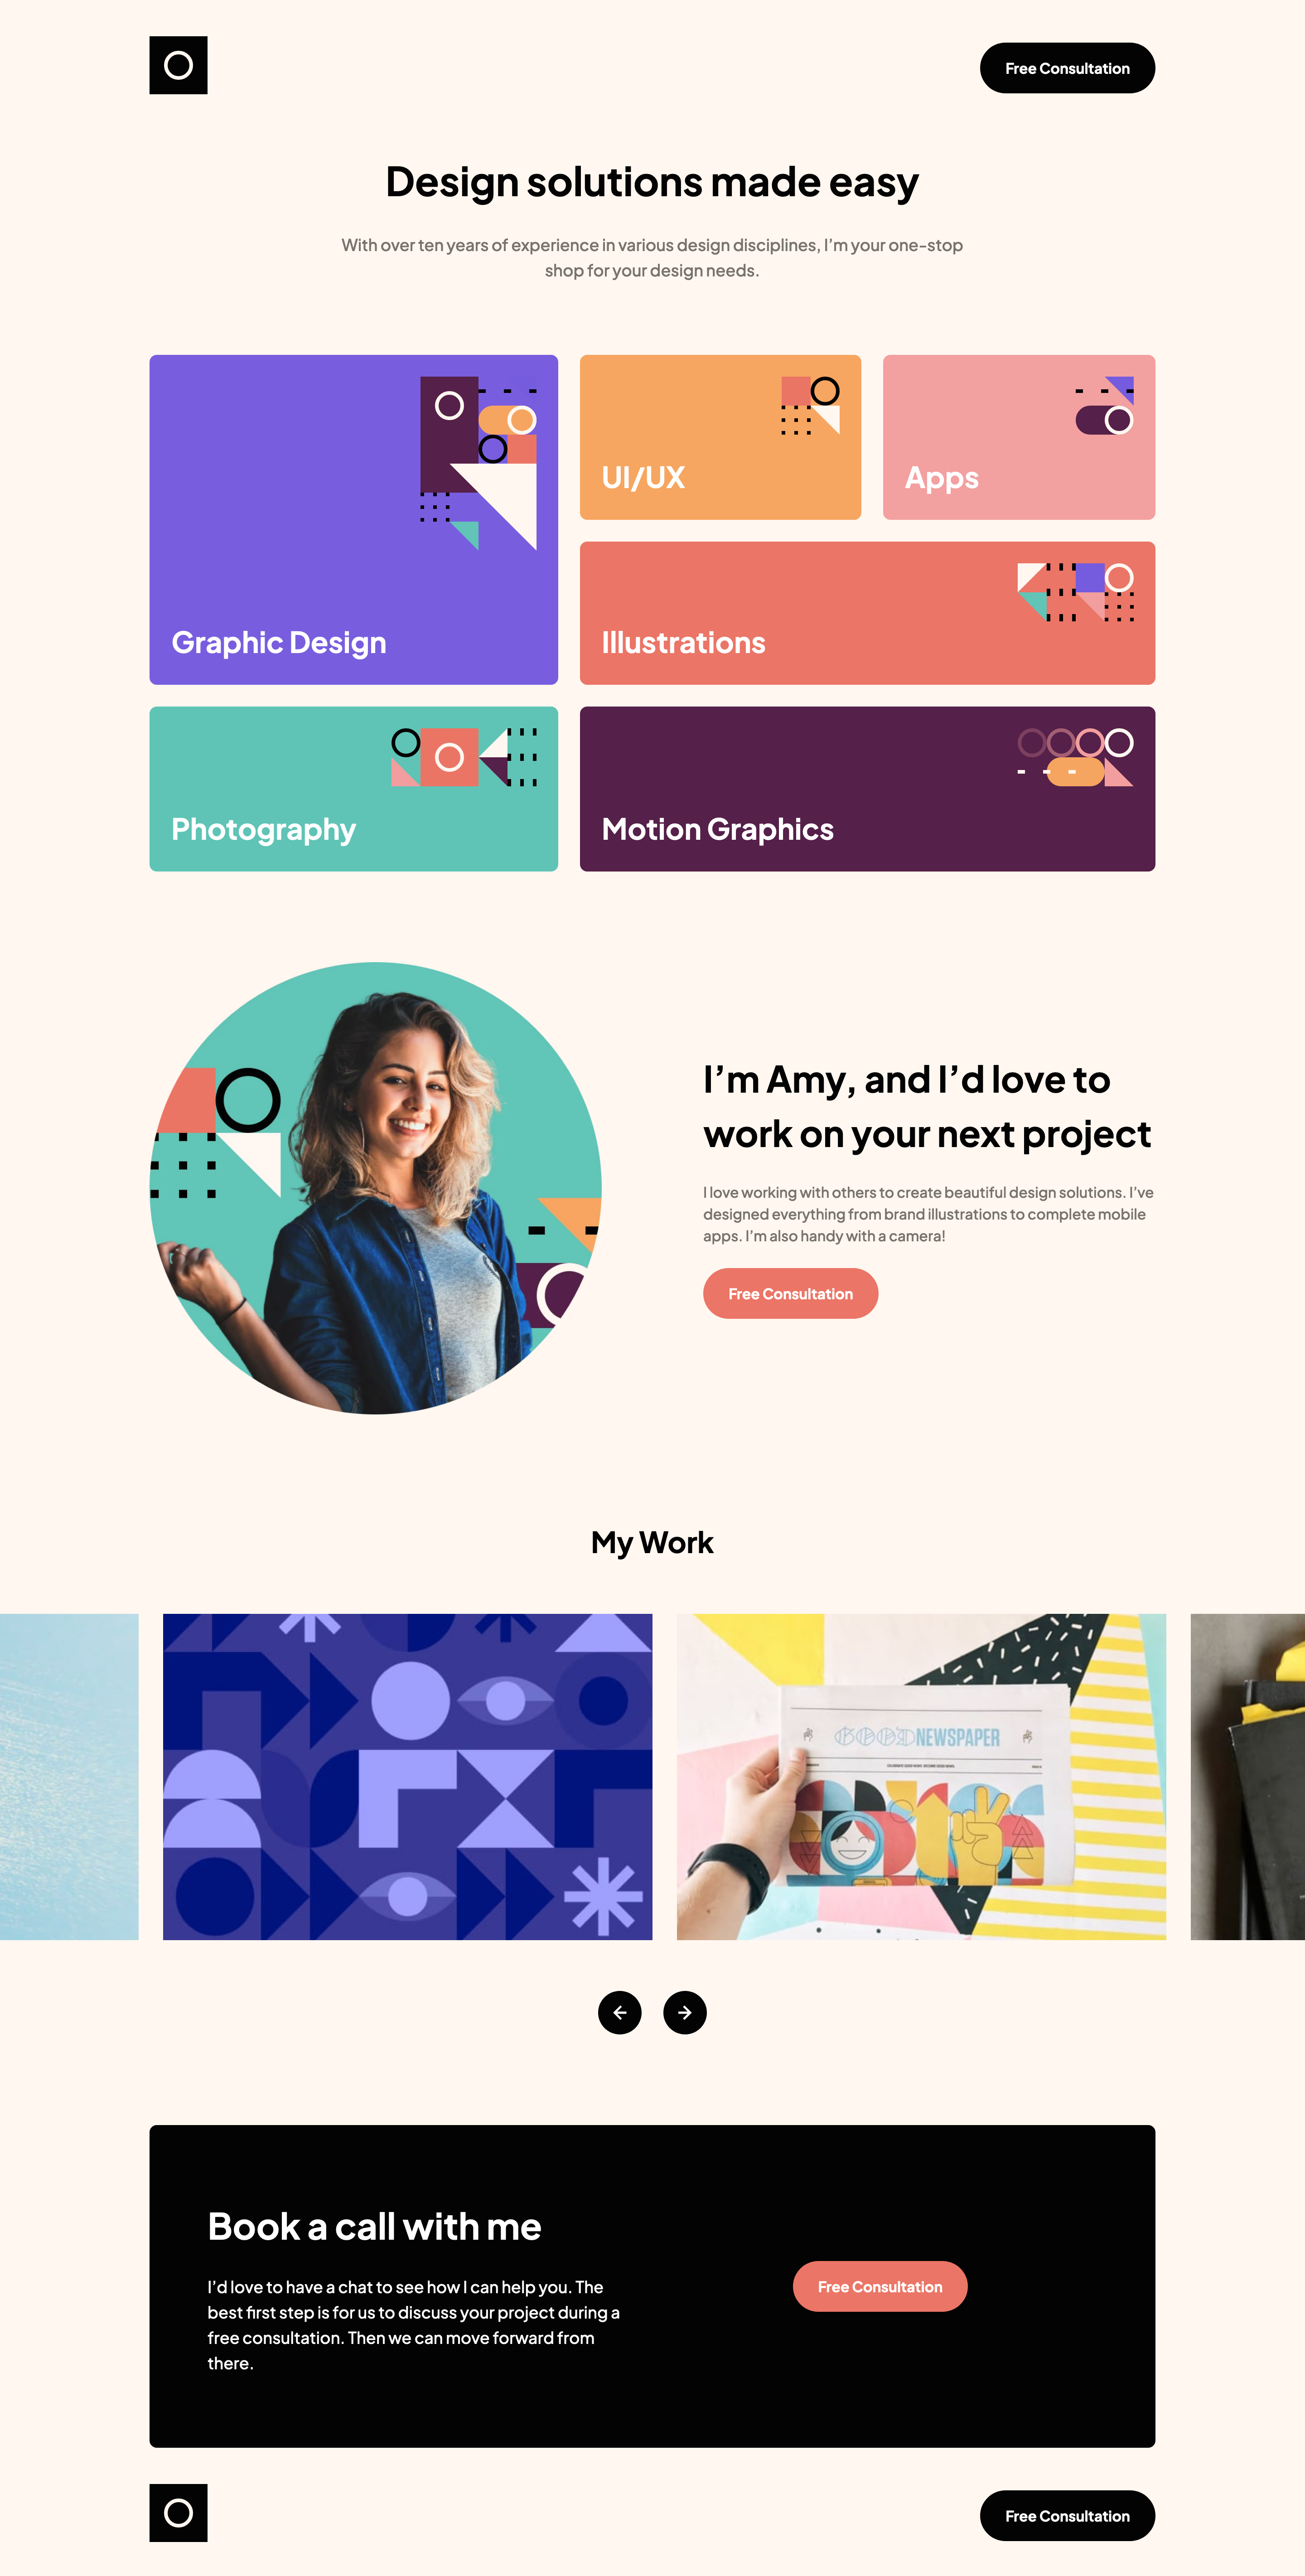 Free Consultation
Design solutions made easy
With over ten years of experience in various design disciplines, I’m your one-stop
shop for your design needs.
Graphic Design
UI/UX
Apps
Illustrations
Photography
Motion Graphics
I’m Amy, and I’d love to
work on your next project
I love working with others to create beautiful design solutions. I’ve
designed everything from brand illustrations to complete mobile
apps. I’m also handy with a camera!
Free Consultation
My Work
GOOD NEWSPAPER
Book a call with me
I’d love to have a chat to see how I can help you. The
best first step is for us to discuss your project during a
free consultation. Then we can move forward from
there.
Free Consultation
Free Consultation